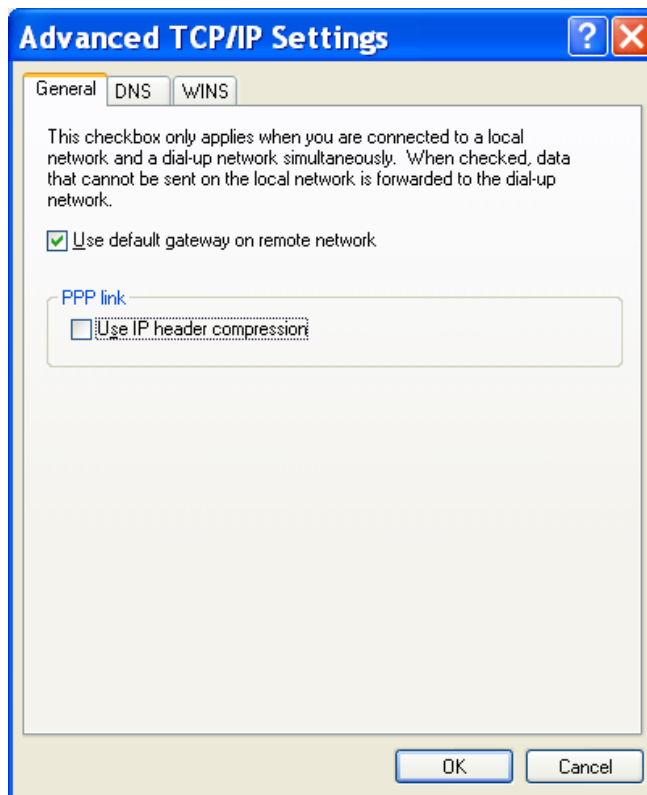 Advanced TCP/IP Settings
General DNS WINS
This checkbox only applies when you are connected to a local
network and a dial-up network simultaneously. When checked, data
that cannot be sent on the local network is forwarded to the dial-up
network.
Use default gateway on remote network
PPP link
Use IP header compression
OK Cancel